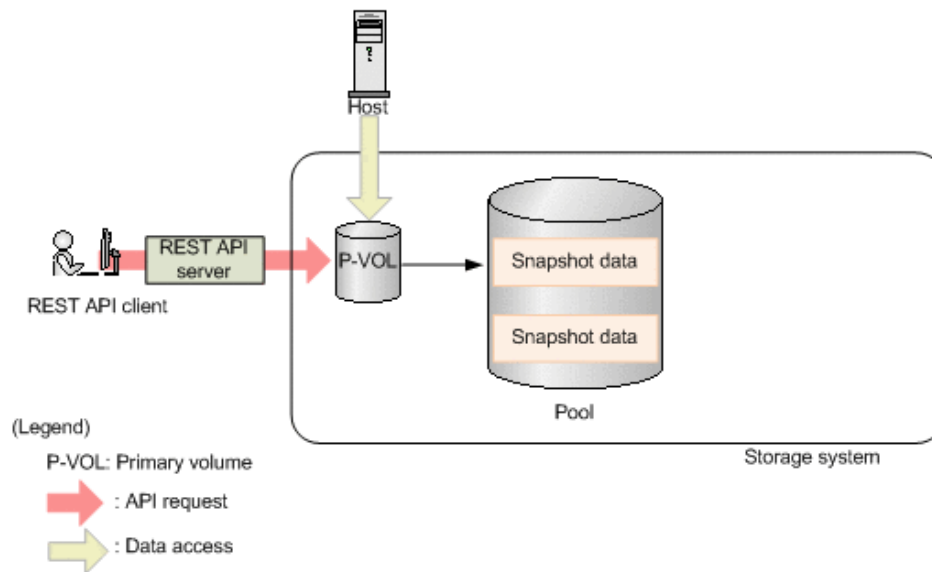 Host
REST API
server
REST API client
P-VOL
Snapshot data
Snapshot data
Pool
Storage system
(Legend)
P-VOL: Primary volume
: API request
: Data access